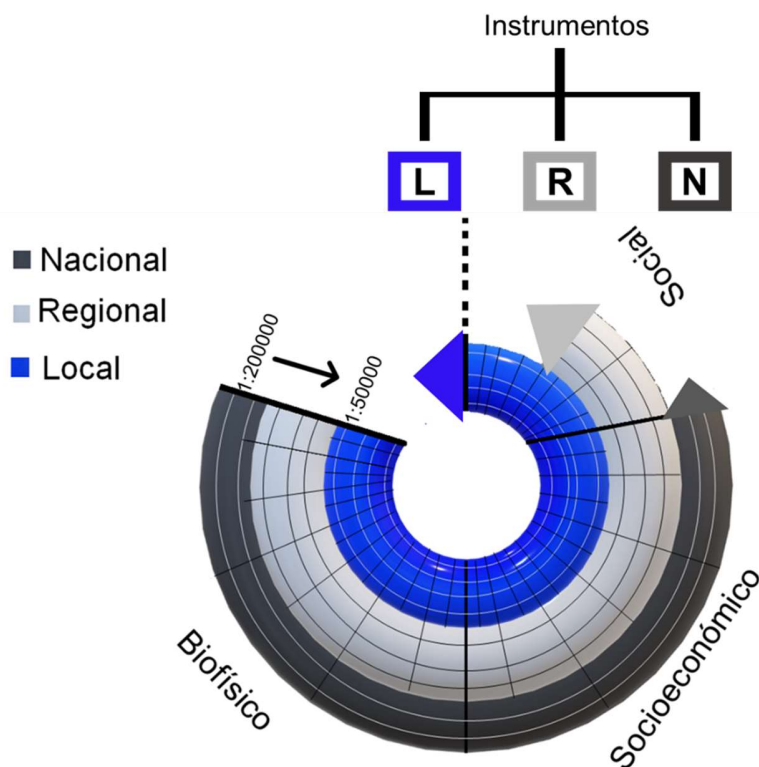 Instrumentos
L
R
N
Social
Nacional
Regional
Local
1:200000
1:50000
Biofísico
Socioeconómico